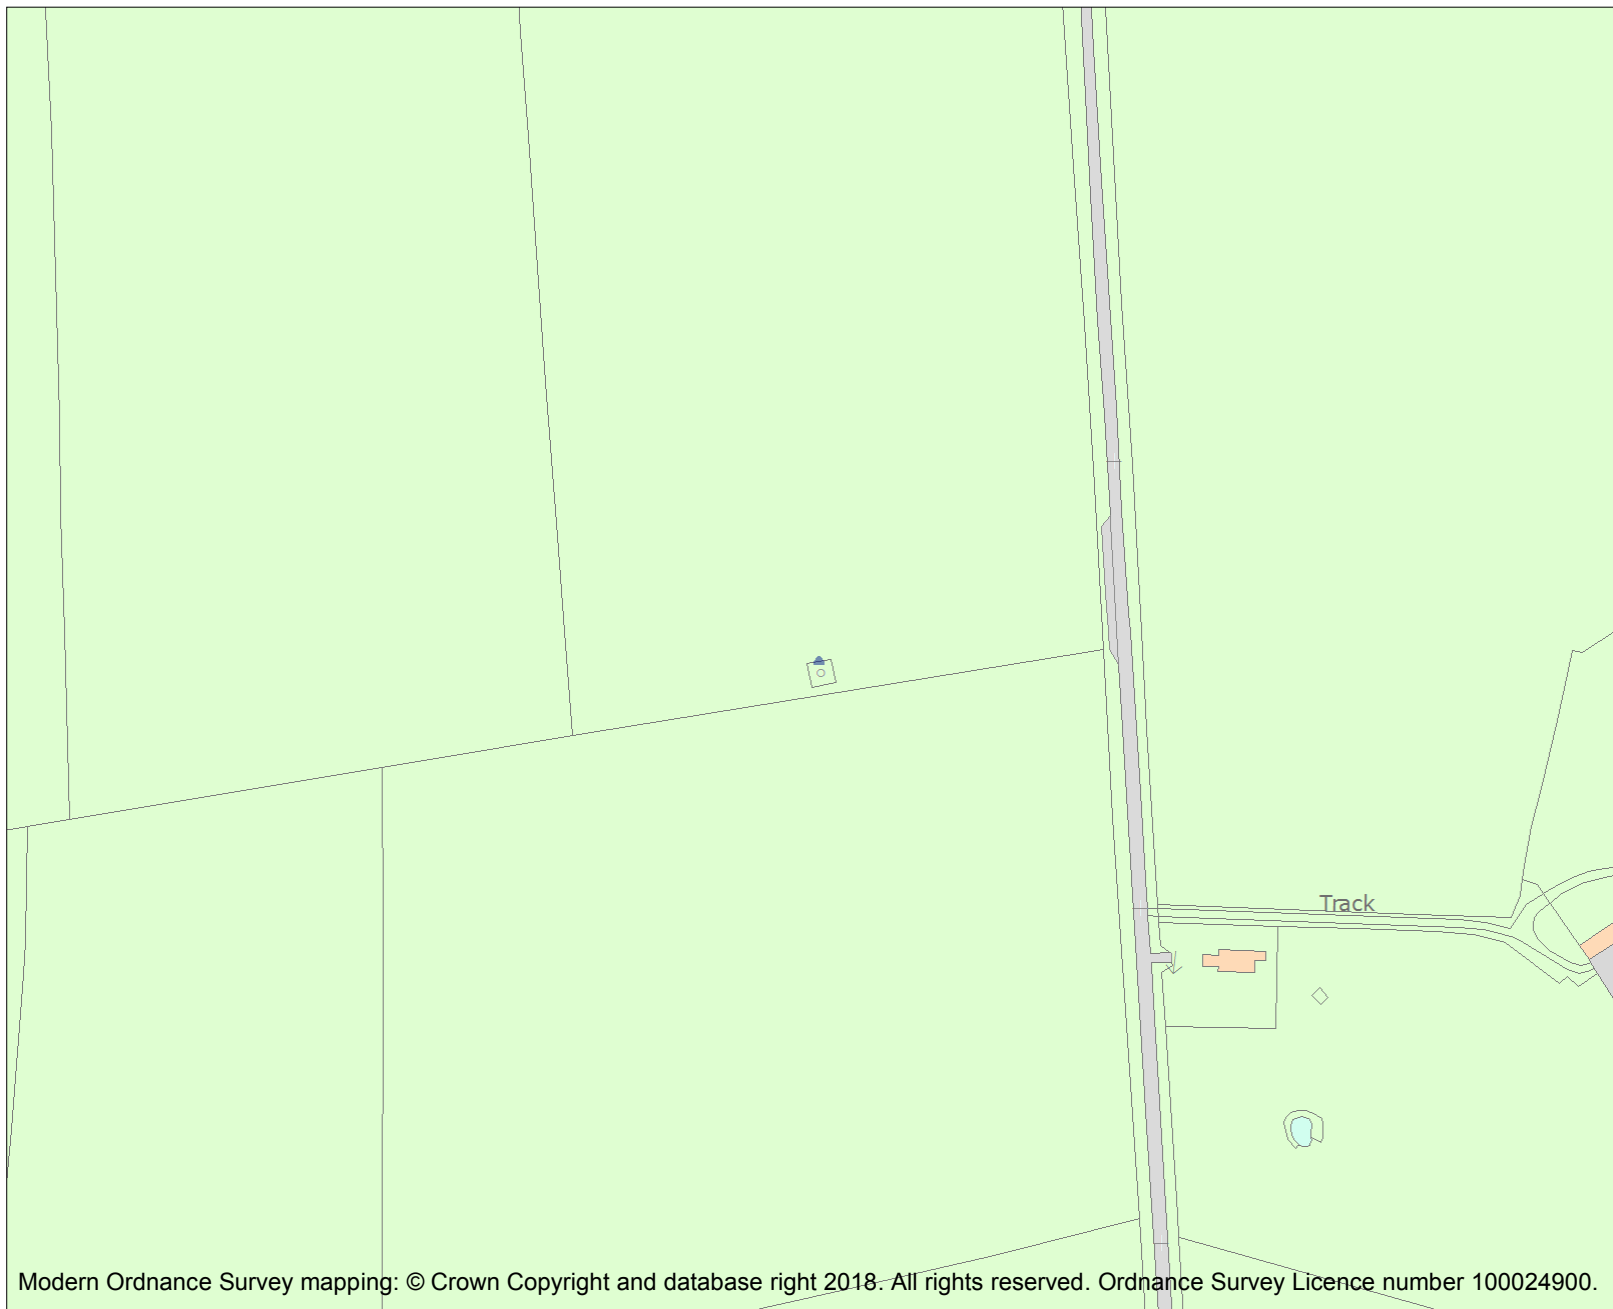 Track
Modern Ordnance Survey mapping: © Crown Copyright and database right 2018. All rights reserved. Ordnance Survey Licence number 100024900.